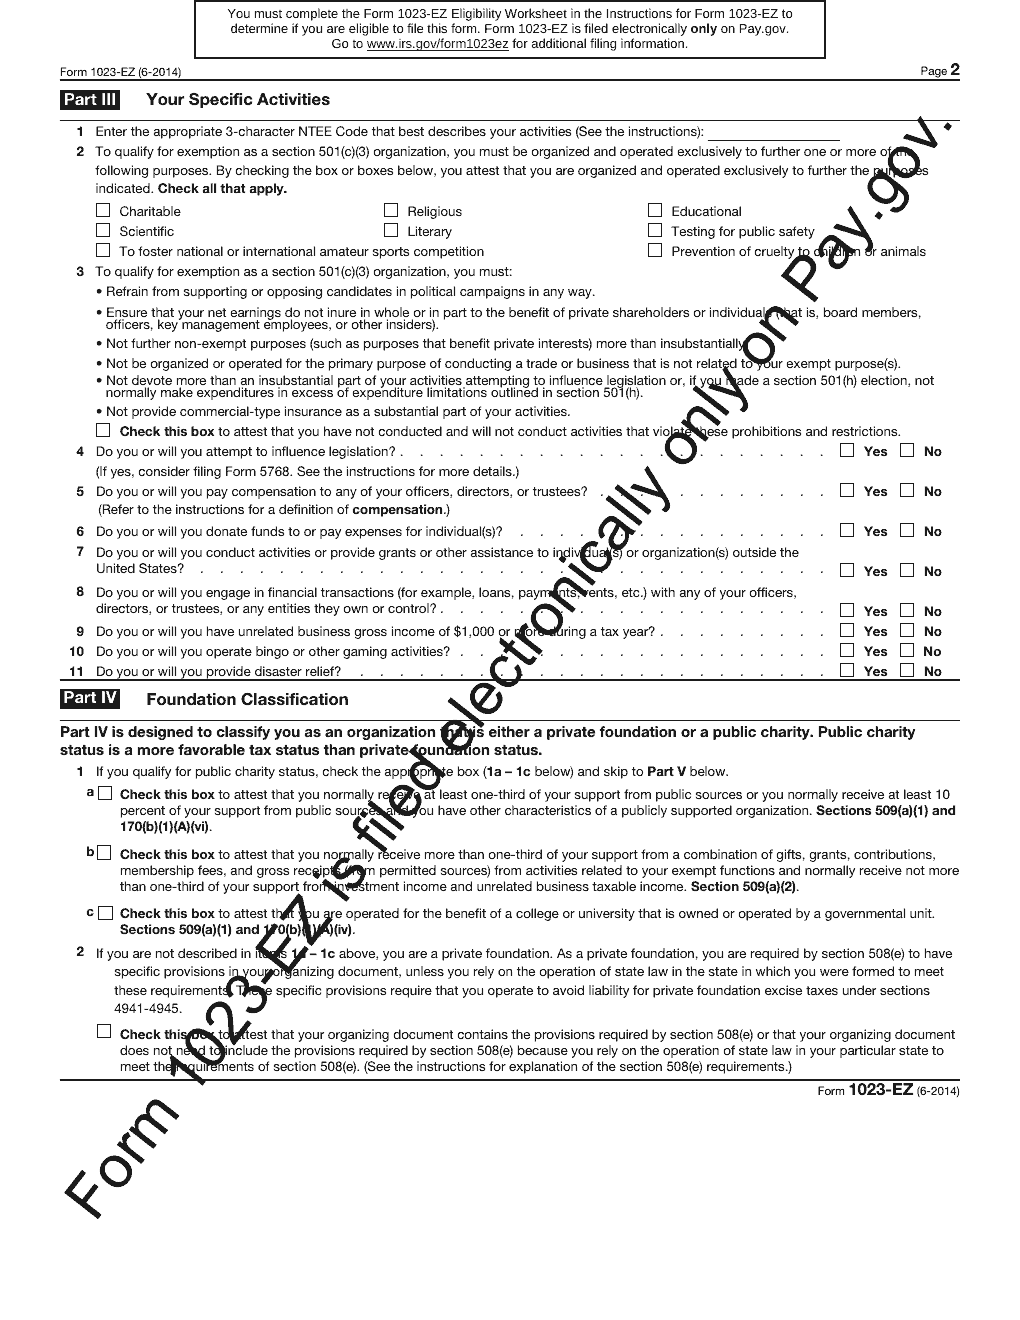 You must complete the Form 1023-EZ Eligibility Worksheet in the Instructions for Form 1023-EZ to
determine if you are eligible to file this form. Form 1023-EZ is filed electronically only on Pay.gov.
Go to www.irs.gov/form1023ez for additional filing information.
Form 1023-EZ (6-2014) Page 2
Part III Your Specific Activities
1 Enter the appropriate 3-character NTEE Code that best describes your activities (See the instructions):
2 To qualify for exemption as a section 501(c)(3) organization, you must be organized and operated exclusively to further one or more of the
following purposes. By checking the box or boxes below, you attest that you are organized and operated exclusively to further the purposes
indicated. Check all that apply.
Charitable Religious Educational
Scientific Literary Testing for public safety
To foster national or international amateur sports competition Prevention of cruelty to children or animals
3 To qualify for exemption as a section 501(c)(3) organization, you must:
• Refrain from supporting or opposing candidates in political campaigns in any way.
• Ensure that your net earnings do not inure in whole or in part to the benefit of private shareholders or individuals (that is, board members,
officers, key management employees, or other insiders).
• Not further non-exempt purposes (such as purposes that benefit private interests) more than insubstantially.
• Not be organized or operated for the primary purpose of conducting a trade or business that is not related to your exempt purpose(s).
• Not devote more than an insubstantial part of your activities attempting to influence legislation or, if you made a section 501(h) election, not
normally make expenditures in excess of expenditure limitations outlined in section 501(h).
• Not provide commercial-type insurance as a substantial part of your activities.
Check this box to attest that you have not conducted and will not conduct activities that violate these prohibitions and restrictions.
4 Do you or will you attempt to influence legislation? . . . . . . . . . . . . . . . . . . . . . . Yes No
(If yes, consider filing Form 5768. See the instructions for more details.)
5 Do you or will you pay compensation to any of your officers, directors, or trustees? . . . . . . . . . . . . Yes No
(Refer to the instructions for a definition of compensation.)
6 Do you or will you donate funds to or pay expenses for individual(s)? . . . . . . . . . . . . . . . . Yes No
7 Do you or will you conduct activities or provide grants or other assistance to individual(s) or organization(s) outside the
United States? . . . . . . . . . . . . . . . . . . . . . . . . . . . . . . . . Yes No
8 Do you or will you engage in financial transactions (for example, loans, payments, rents, etc.) with any of your officers,
directors, or trustees, or any entities they own or control? . . . . . . . . . . . . . . . . . . . . Yes No
9 Do you or will you have unrelated business gross income of $1,000 or more during a tax year? . . . . . . . . . Yes No
10 Do you or will you operate bingo or other gaming activities? . . . . . . . . . . . . . . . . . . . Yes No
11 Do you or will you provide disaster relief? . . . . . . . . . . . . . . . . . . . . . . . . Yes No
Part IV Foundation Classification
Part IV is designed to classify you as an organization that is either a private foundation or a public charity. Public charity
status is a more favorable tax status than private foundation status.
1 If you qualify for public charity status, check the appropriate box (1a – 1c below) and skip to Part V below.
a Check this box to attest that you normally receive at least one-third of your support from public sources or you normally receive at least 10
percent of your support from public sources and you have other characteristics of a publicly supported organization. Sections 509(a)(1) and
170(b)(1)(A)(vi).
b Check this box to attest that you normally receive more than one-third of your support from a combination of gifts, grants, contributions,
membership fees, and gross receipts (from permitted sources) from activities related to your exempt functions and normally receive not more
than one-third of your support from investment income and unrelated business taxable income. Section 509(a)(2).
c Check this box to attest that you are operated for the benefit of a college or university that is owned or operated by a governmental unit.
Sections 509(a)(1) and 170(b)(1)(A)(iv).
2 If you are not described in items 1a – 1c above, you are a private foundation. As a private foundation, you are required by section 508(e) to have
specific provisions in your organizing document, unless you rely on the operation of state law in the state in which you were formed to meet
these requirements. These specific provisions require that you operate to avoid liability for private foundation excise taxes under sections
4941-4945.
Check this box to attest that your organizing document contains the provisions required by section 508(e) or that your organizing document
does not need to include the provisions required by section 508(e) because you rely on the operation of state law in your particular state to
meet the requirements of section 508(e). (See the instructions for explanation of the section 508(e) requirements.)
Form 1023-EZ (6-2014)
Form 1023-EZ is filed electronically only on Pay.gov.